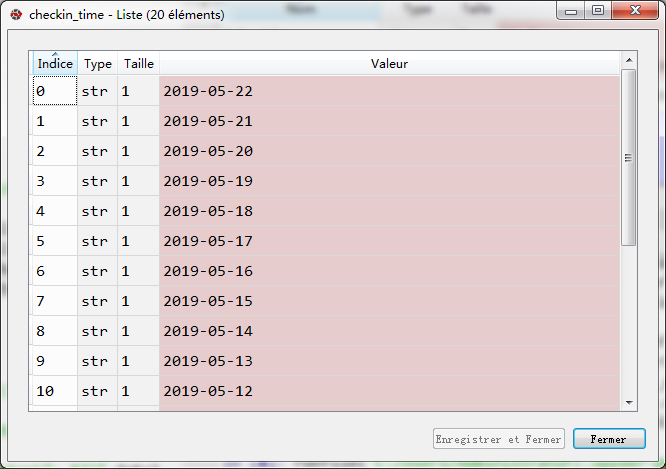 checkin_time - Liste (20 éléments)
Indice Type Taille Valeur
0 str 1 2019-05-22
1 str 1 2019-05-21
2 str 1 2019-05-20
3 str 1 2019-05-19
4 str 1 2019-05-18
5 str 1 2019-05-17
6 str 1 2019-05-16
7 str 1 2019-05-15
8 str 1 2019-05-14
9 str 1 2019-05-13
10 str 1 2019-05-12
Enregistrer et Fermer Fermer